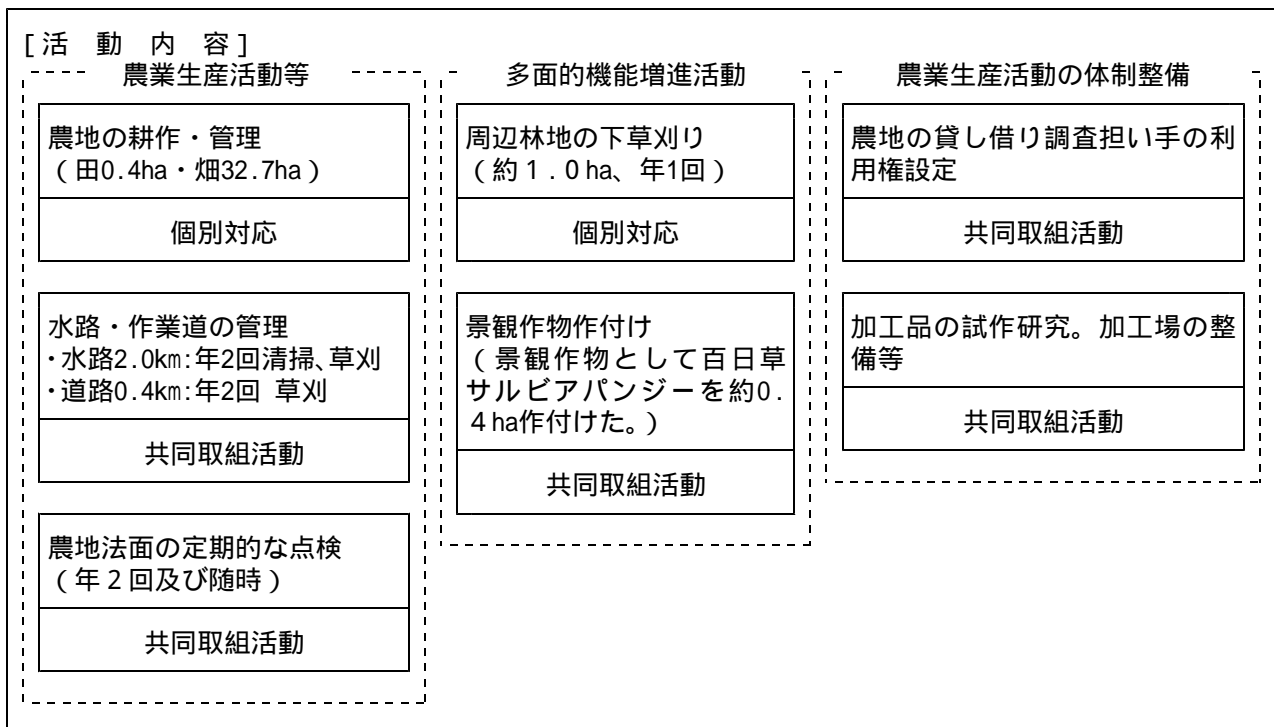 [活 動 内 容]
農業生産活動等
農地の耕作・管理
(田0.4ha・畑32.7ha)
個別対応
水路・作業道の管理
・水路2.0km:年2回清掃、草刈
・道路0.4km:年2回 草刈
共同取組活動
農地法面の定期的な点検
(年2回及び随時)
共同取組活動
多面的機能増進活動
周辺林地の下草刈り
(約1.0ha、年1回)
個別対応
景観作物作付け
(景観作物として百日草
サルビアパンジーを約0.
4ha作付けた。)
共同取組活動
農業生産活動の体制整備
農地の貸し借り調査担い手の利
用権設定
共同取組活動
加工品の試作研究。加工場の整
備等
共同取組活動